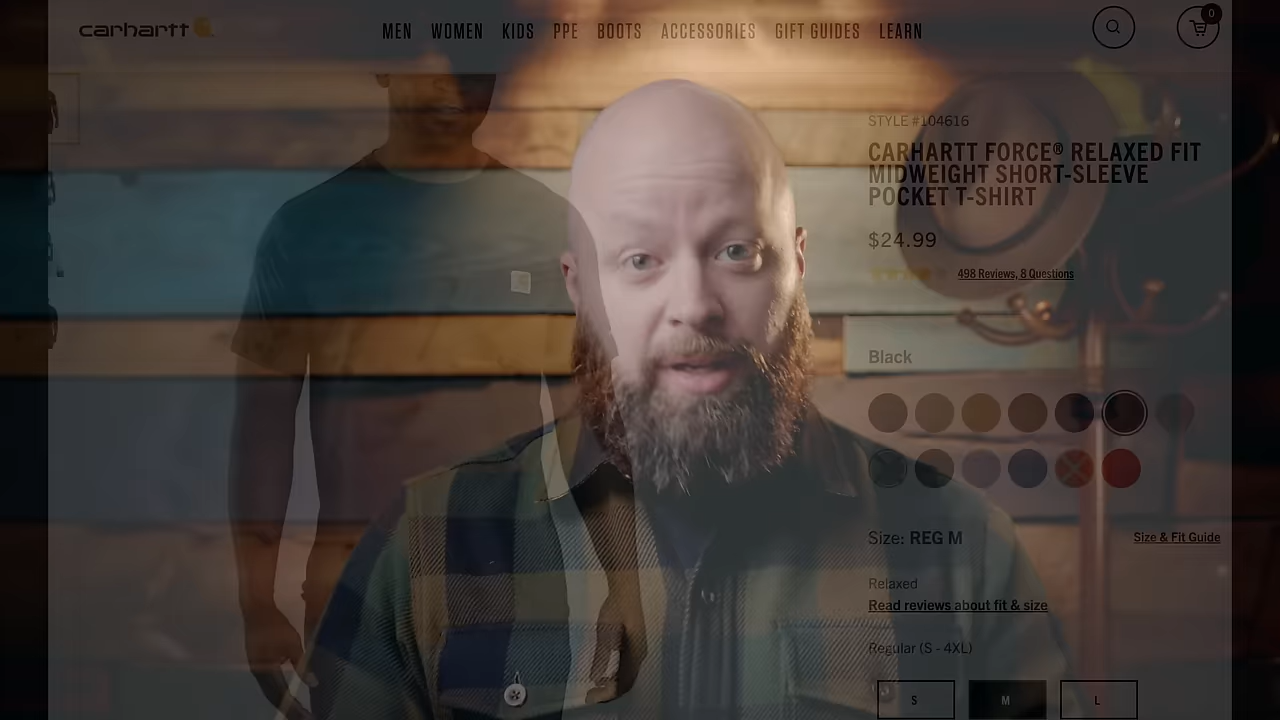 carhartt
MEN WOMEN KIDS PPE BOOTS ACCESSORIES GIFT GUIDES LEARN
0
STYLE #104616
CARHARTT FORCE® RELAXED FIT
MIDWEIGHT SHORT-SLEEVE
POCKET T-SHIRT
$24.99
498 Reviews, 8 Questions
Black
Size: REG M
Size & Fit Guide
Relaxed
Read reviews about fit & size
Regular (S - 4XL)
S
M
L